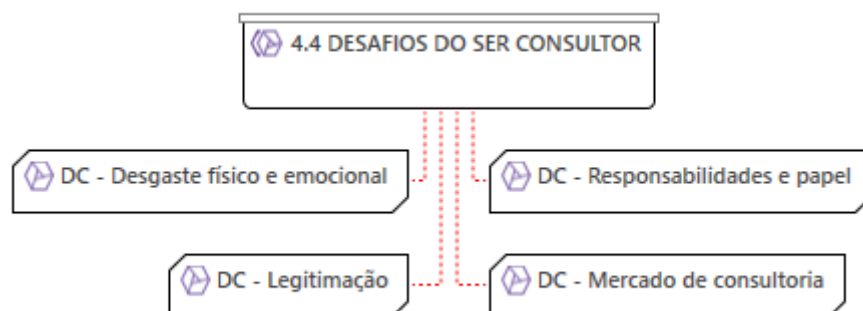 4.4 DESAFIOS DO SER CONSULTOR
DC - Desgaste físico e emocional
DC - Responsabilidades e papel
DC - Legitimação
DC - Mercado de consultoria